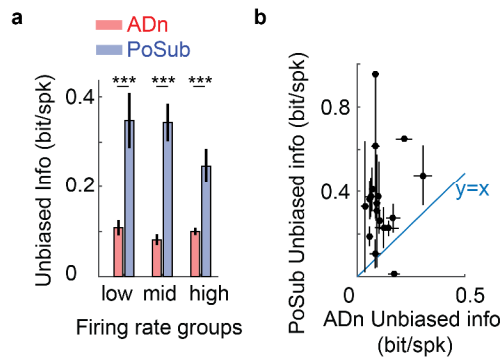 a
ADn
PoSub
***
***
***
Unbiased Info (bit/spk)
0.4
0.2
0
low
mid
high
Firing rate groups
b
PoSub Unbiased info (bit/spk)
0.8
0.4
0
0.5
y=x
ADn Unbiased info
(bit/spk)